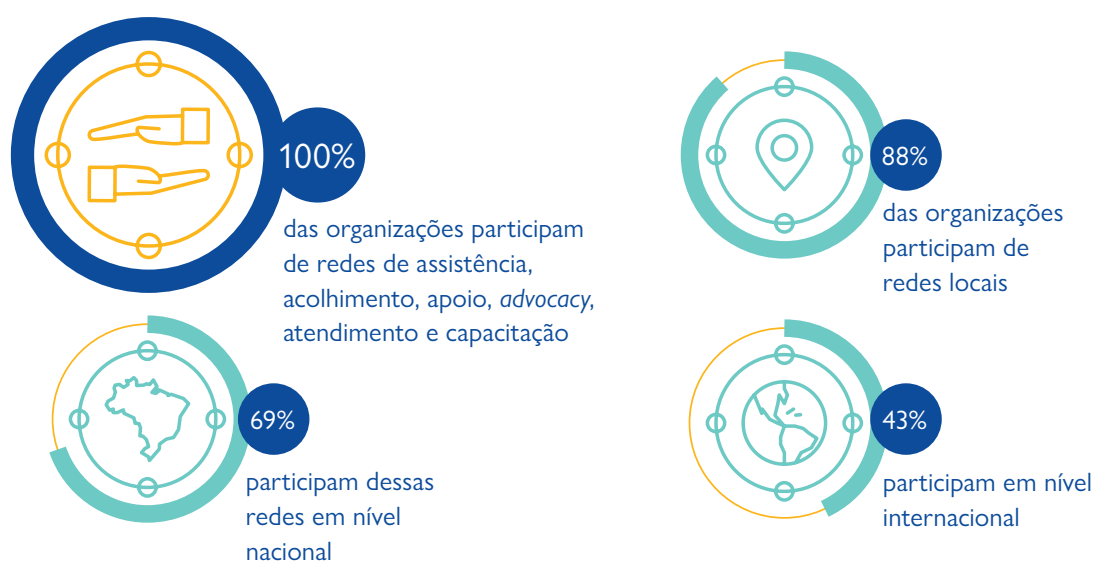 100%
das organizações participam
de redes de assistência,
acolhimento, apoio, advocacy,
atendimento e capacitação
88%
das organizações
participam de
redes locais
69%
participam dessas
redes em nível
nacional
43%
participam em nível
internacional